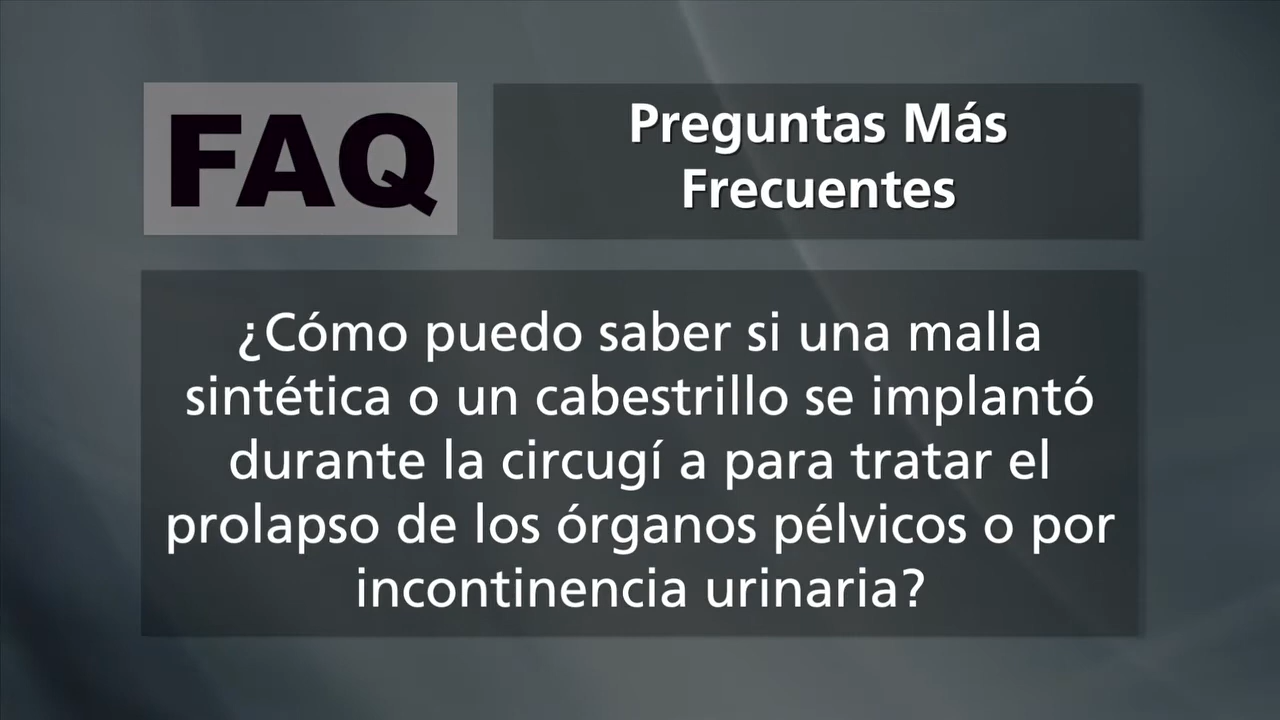 FAQ
Preguntas Más
Frecuentes
¿Cómo puedo saber si una malla
sintética o un cabestrillo se implantó
durante la circugí a para tratar el
prolapso de los órganos pélvicos o por
incontinencia urinaria?